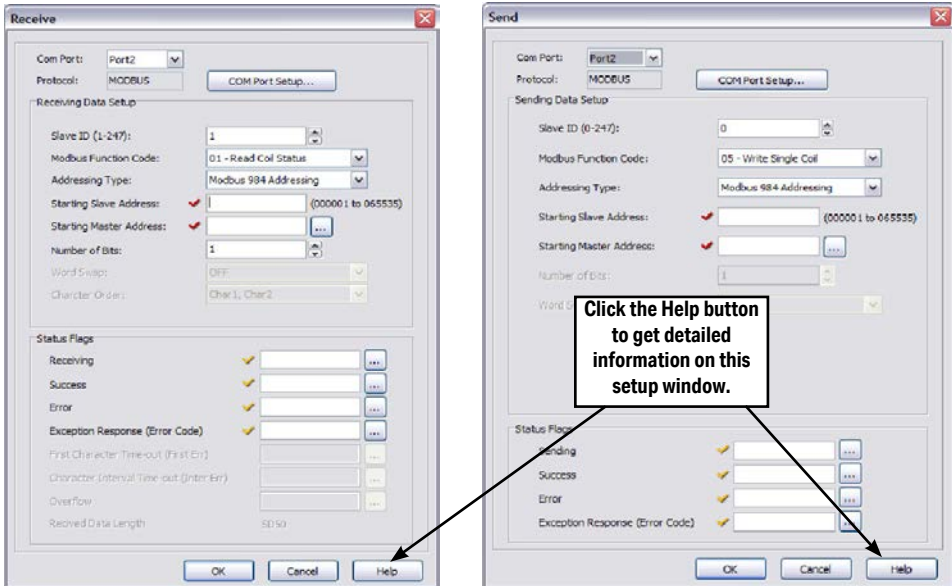 Receive
Com Port: Port2
Protocol: MODBUS COM Port Setup...
Receiving Data Setup
Slave ID (1-247): 1
Modbus Function Code: 01 - Read Coil Status
Addressing Type: Modbus 984 Addressing
Starting Slave Address: (000001 to 065535)
Starting Master Address: ...
Number of Bits: 1
Word Swap: OFF
Charcter Order: Char1, Char2
Status Flags
Receiving ...
Success ...
Error ...
Exception Response (Error Code) ...
First Character Time-out (First Err) ...
Character Interval Time-out (Inter Err) ...
Overflow ...
Recived Data Length SD50
OK Cancel Help
Send
Com Port: Port2
Protocol: MODBUS COM Port Setup...
Sending Data Setup
Slave ID (0-247): 0
Modbus Function Code: 05 - Write Single Coil
Addressing Type: Modbus 984 Addressing
Starting Slave Address: (000001 to 065535)
Starting Master Address: ...
Number of Bits: 1
Word
Click the Help button
to get detailed
information on this
setup window.
Status Flags
Sending ...
Success ...
Error ...
Exception Response (Error Code) ...
OK Cancel Help